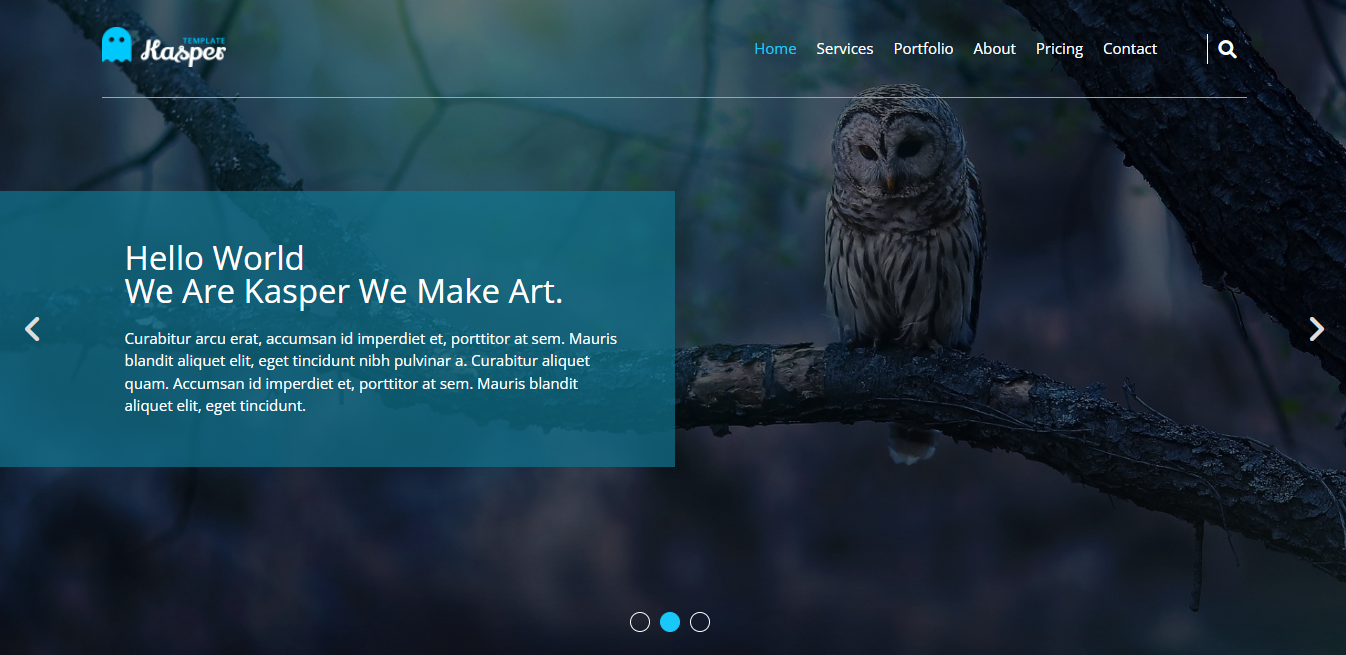 TEMPLATE
Kasper
Home Services Portfolio About Pricing Contact
Hello World
We Are Kasper We Make Art.
Curabitur arcu erat, accumsan id imperdiet et, porttitor at sem. Mauris
blandit aliquet elit, eget tincidunt nibh pulvinar a. Curabitur aliquet
quam. Accumsan id imperdiet et, porttitor at sem. Mauris blandit
aliquet elit, eget tincidunt.